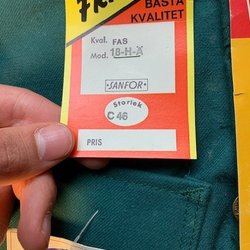 BÄSTA
KVALITET
Kval. FAS
Mod. 18-H-Ä
SANFOR
Storlek
C 46
PRIS